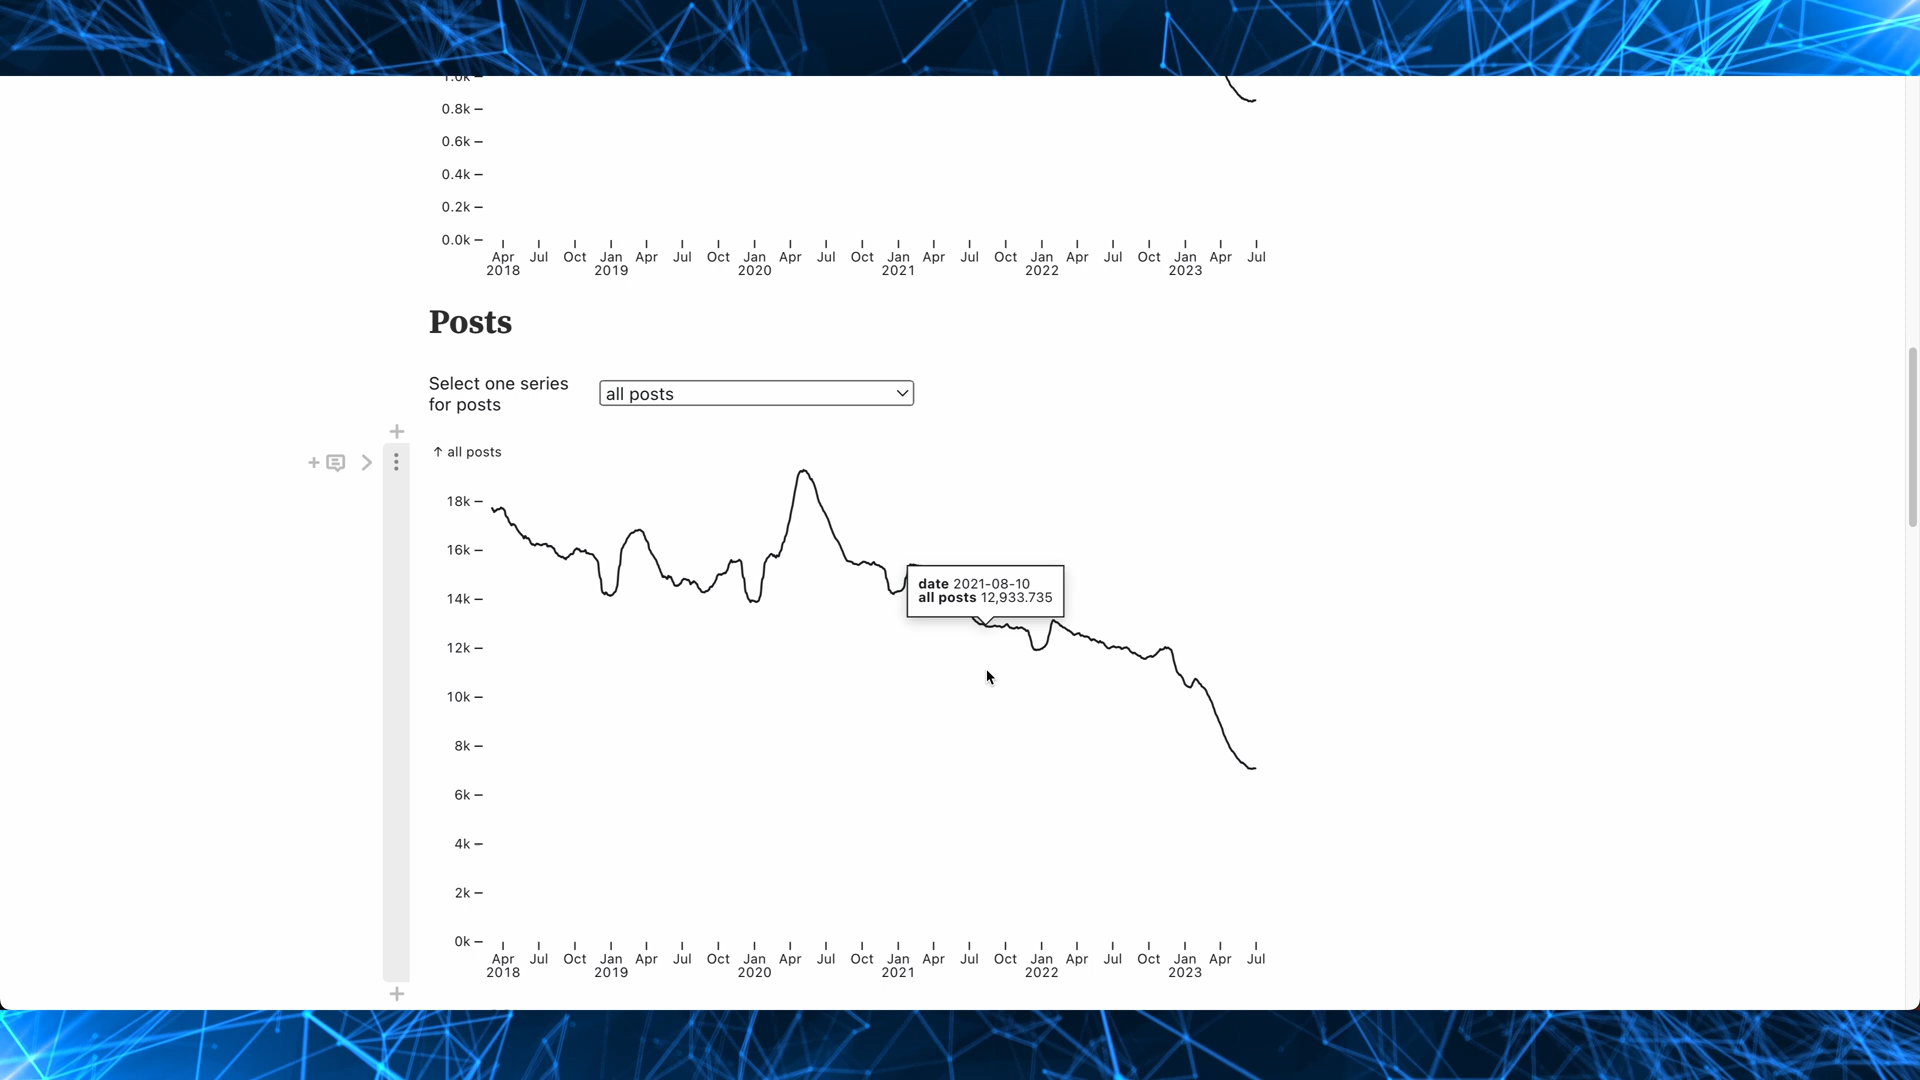 1.0k
0.8k
0.6k
0.4k
0.2k
0.0k
Apr Jul Oct Jan Apr Jul Oct Jan Apr Jul Oct Jan Apr Jul Oct Jan Apr Jul Oct Jan Apr Jul
2018 2019 2020 2021 2022 2023
Posts
Select one series
for posts
all posts
↑ all posts
18k
16k
date 2021-08-10
all posts 12,933.735
14k
12k
10k
8k
6k
4k
2k
0k
Apr Jul Oct Jan Apr Jul Oct Jan Apr Jul Oct Jan Apr Jul Oct Jan Apr Jul Oct Jan Apr Jul
2018 2019 2020 2021 2022 2023